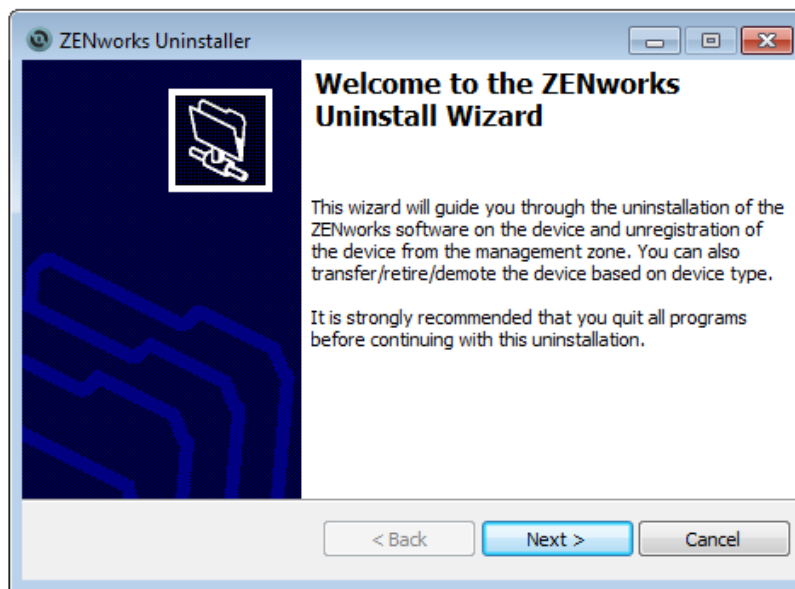 ZENworks Uninstaller
Welcome to the ZENworks
Uninstall Wizard
This wizard will guide you through the uninstallation of the
ZENworks software on the device and unregistration of
the device from the management zone. You can also
transfer/retire/demote the device based on device type.
It is strongly recommended that you quit all programs
before continuing with this uninstallation.
< Back
Next >
Cancel